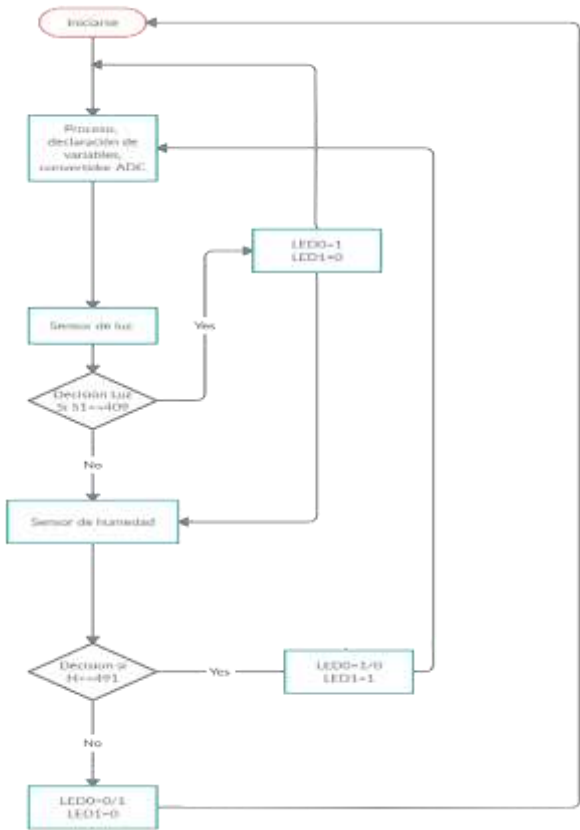 Iniciarse
Proceso,
declaración de
variables,
convertidor ADC
LED0=1
LED1=0
Sensor de luz
Yes
Decisión Luz
Si S1==409
No
Sensor de humedad
Decisión si
H==491
Yes
LED0=1/0
LED1=1
No
LED0=0/1
LED1=0